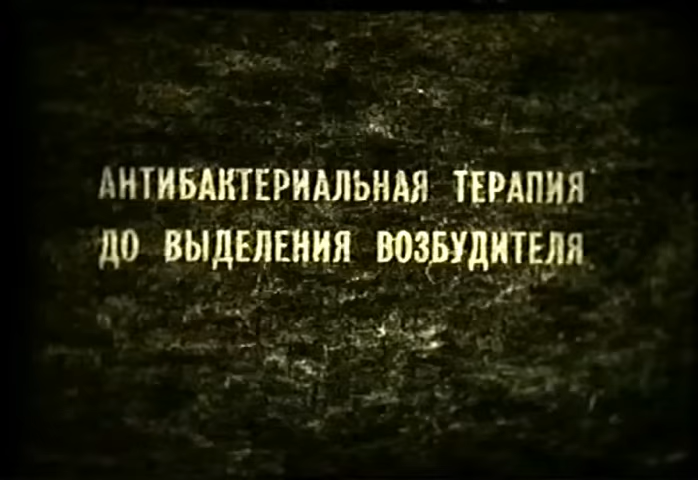 АНТИБАКТЕРИАЛЬНАЯ ТЕРАПИЯ
ДО ВЫДЕЛЕНИЯ ВОЗБУДИТЕЛЯ